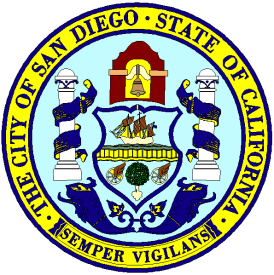 · THE CITY OF SAN DIEGO · STATE OF CALIFORNIA ·
SEMPER VIGILANS